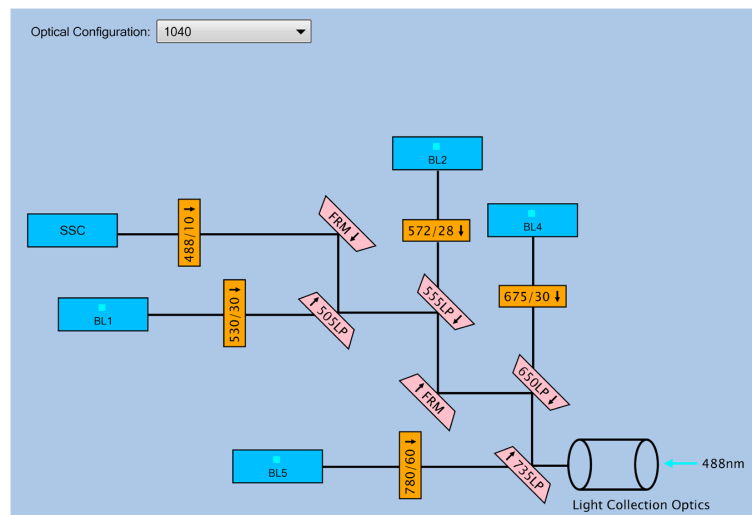 Optical Configuration: 1040
BL2
SSC
488/10
FRM
572/28
BL4
BL1
530/30
505LP
555LP
675/30
FRM
650LP
BL5
780/60
735LP
488nm
Light Collection Optics